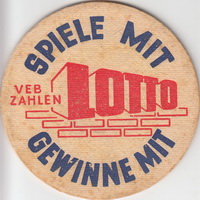 SPIELE MIT
VEB
ZAHLEN
LOTTO
GEWINNE MIT